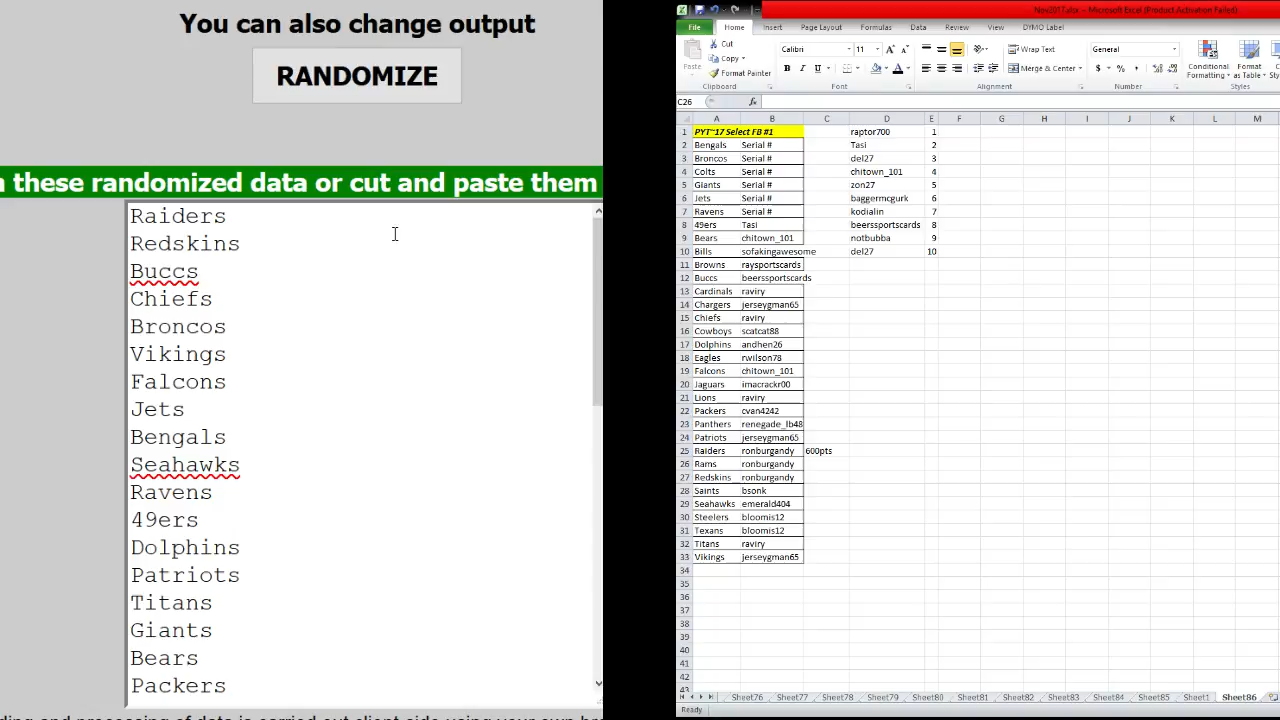 You can also change output
RANDOMIZE
these randomized data or cut and paste them
Raiders
Redskins
Buccs
Chiefs
Broncos
Vikings
Falcons
Jets
Bengals
Seahawks
Ravens
49ers
Dolphins
Patriots
Titans
Giants
Bears
Packers
Nov2017.xlsx - Microsoft Excel (Product Activation Failed)
File Home Insert Page Layout Formulas Data Review View DYMO Label
Paste
Cut
Copy
Format Painter
Clipboard
Calibri 11
B I U
Font
Wrap Text
Merge & Center
Alignment
General
$ % ,
Number
Conditional Formatting
Format as Table
Styles
C26 fx
A B C D E F G H I J K L M
1 PYT~17 Select FB #1 raptor700 1
2 Bengals Serial # Tasi 2
3 Broncos Serial # del27 3
4 Colts Serial # chitown_101 4
5 Giants Serial # zon27 5
6 Jets Serial # baggermcgurk 6
7 Ravens Serial # kodialin 7
8 49ers Tasi beerssportscards 8
9 Bears chitown_101 notbubba 9
10 Bills sofakingawesome del27 10
11 Browns raysportscards
12 Buccs beerssportscards
13 Cardinals raviry
14 Chargers jerseygman65
15 Chiefs raviry
16 Cowboys scatcat88
17 Dolphins andhen26
18 Eagles rwilson78
19 Falcons chitown_101
20 Jaguars imacrackr00
21 Lions raviry
22 Packers cvan4242
23 Panthers renegade_lb48
24 Patriots jerseygman65
25 Raiders ronburgandy 600pts
26 Rams ronburgandy
27 Redskins ronburgandy
28 Saints bsonk
29 Seahawks emerald404
30 Steelers bloomis12
31 Texans bloomis12
32 Titans raviry
33 Vikings jerseygman65
34
35
36
37
38
39
40
41
42
43
Sheet76 Sheet77 Sheet78 Sheet79 Sheet80 Sheet81 Sheet82 Sheet83 Sheet84 Sheet85 Sheet1 Sheet86
Ready